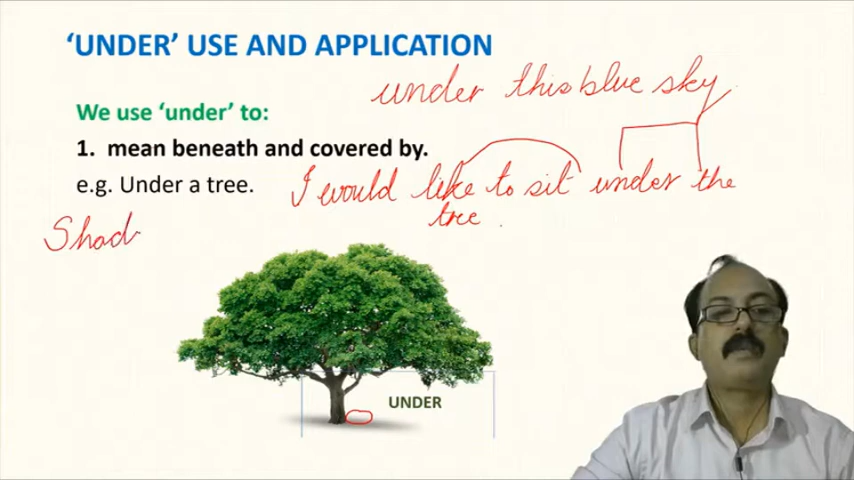 ‘UNDER’ USE AND APPLICATION
under this blue sky.
We use ‘under’ to:
1. mean beneath and covered by.
e.g. Under a tree.
I would like to sit under the
tree.
Shad
UNDER